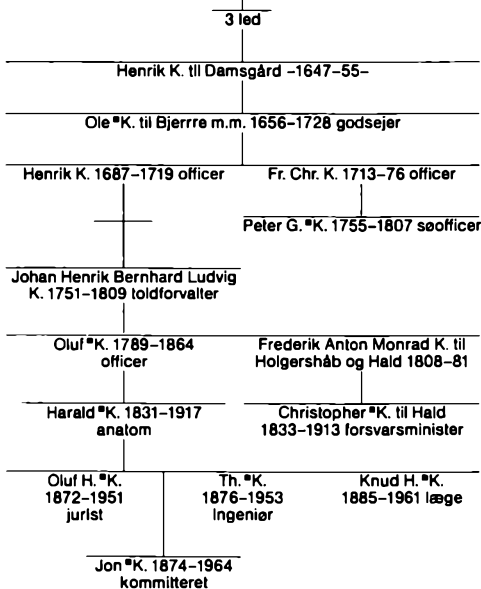 3 led
Henrik K. til Damsgård -1647-55-
Ole *K. til Bjerrre m.m. 1656-1728 godsejer
Henrik K. 1687-1719 officer
Fr. Chr. K. 1713-76 officer
Peter G. *K. 1755-1807 søofficer
Johan Henrik Bernhard Ludvig
K. 1751-1809 toldforvalter
Oluf *K. 1789-1864
officer
Frederik Anton Monrad K. til
Holgershåb og Hald 1808-81
Harald *K. 1831-1917
anatom
Christopher *K. til Hald
1833-1913 forsvarsminister
Oluf H. *K.
1872-1951
jurist
Th. *K.
1876-1953
Ingeniør
Knud H. *K.
1885-1961 læge
Jon *K. 1874-1964
kommitteret